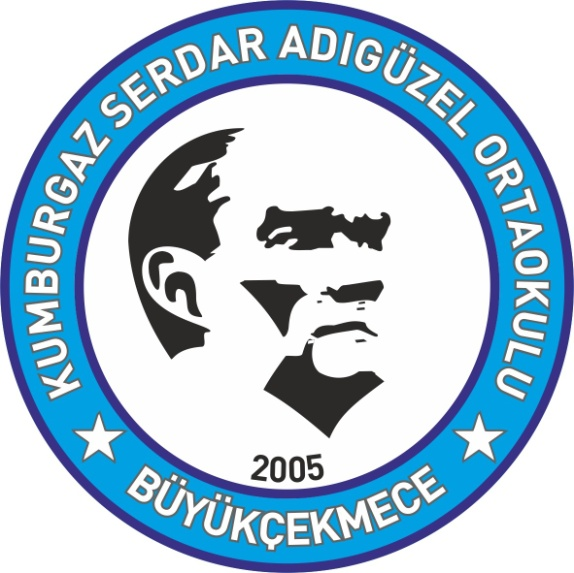 KUMBURGAZ SERDAR ADIGÜZEL ORTAOKULU
2005
BÜYÜKÇEKMECE